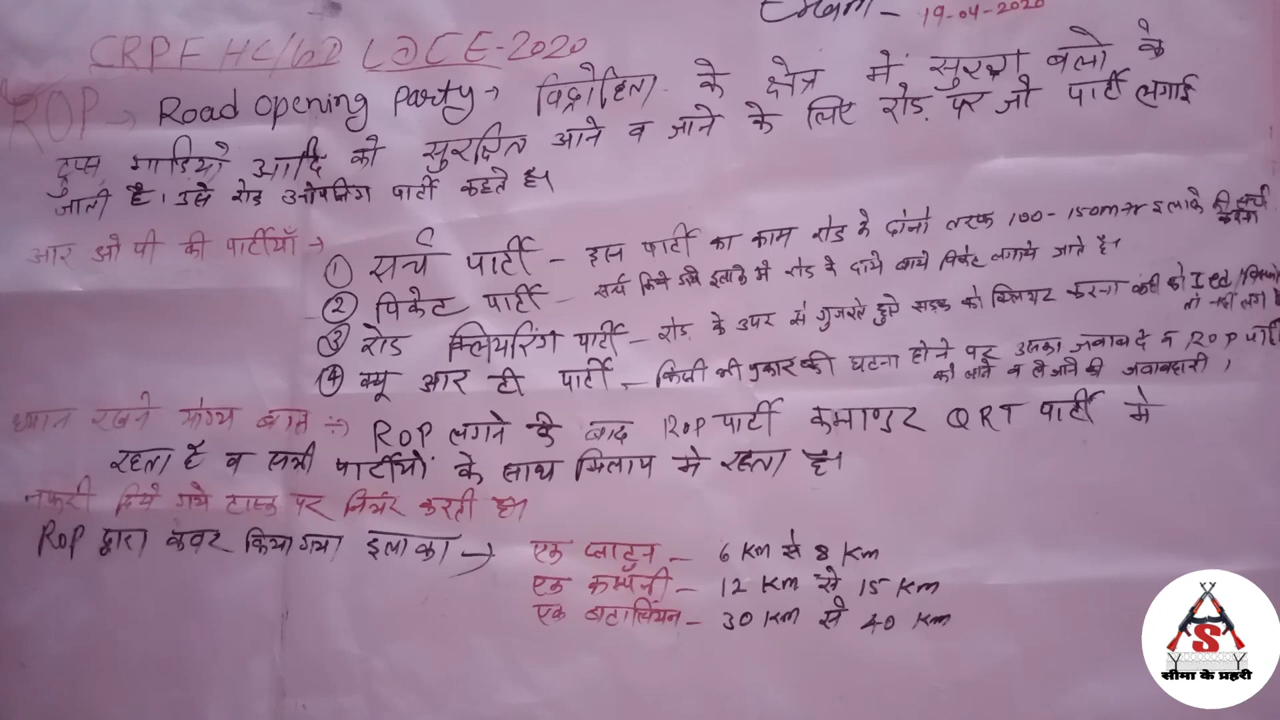 Exam - 19-04-2020
CRPF HC/GD LDCE-2020
ROP → Road opening Party → विद्रोहिता के क्षेत्र में सुरक्षा बलो के
ट्रुप्स गाडियो आदि को सुरक्षित आने व जाने के लिए रोड पर जो पार्टी लगाई
जाती है। उसे रोड ओपनिंग पार्टी कहते है।
आर ओ पी की पार्टीयाँ →
① सर्च पार्टी - इस पार्टी का काम रोड के दोनो तरफ 100-150m इलाके की सर्च
करना
② पिकेट पार्टी - सर्च किये गये इलाके मे रोड के दाये बाये पिकेट लगाये जाते है।
③ रोड क्लियरिंग पार्टी - रोड के उपर से गुजरते हुऐ सड़क को क्लियर करना कही को Ied/
तो नही लगा
④ क्यू आर टी पार्टी - किसी भी प्रकार की घटना होने पर उसका जवाब दे व ROP पार्टी
को लाने व ले जाने की जवाबदारी।
ध्यान रखने योग्य बाते ÷) ROP लगने के बाद ROP पार्टी कमाण्डर QRT पार्टी मे
रहता है व सभी पार्टीयों के साथ मिलाप मे रहता है।
नफरी दिये गये टास्क पर निर्भर करती है।
ROP द्वारा कवर किया गया इलाका →
एक प्लाटून - 6 Km से 8 Km
एक कम्पनी - 12 Km से 15 Km
एक बटालियन - 30 Km से 40 Km
S
सीमा के प्रहरी